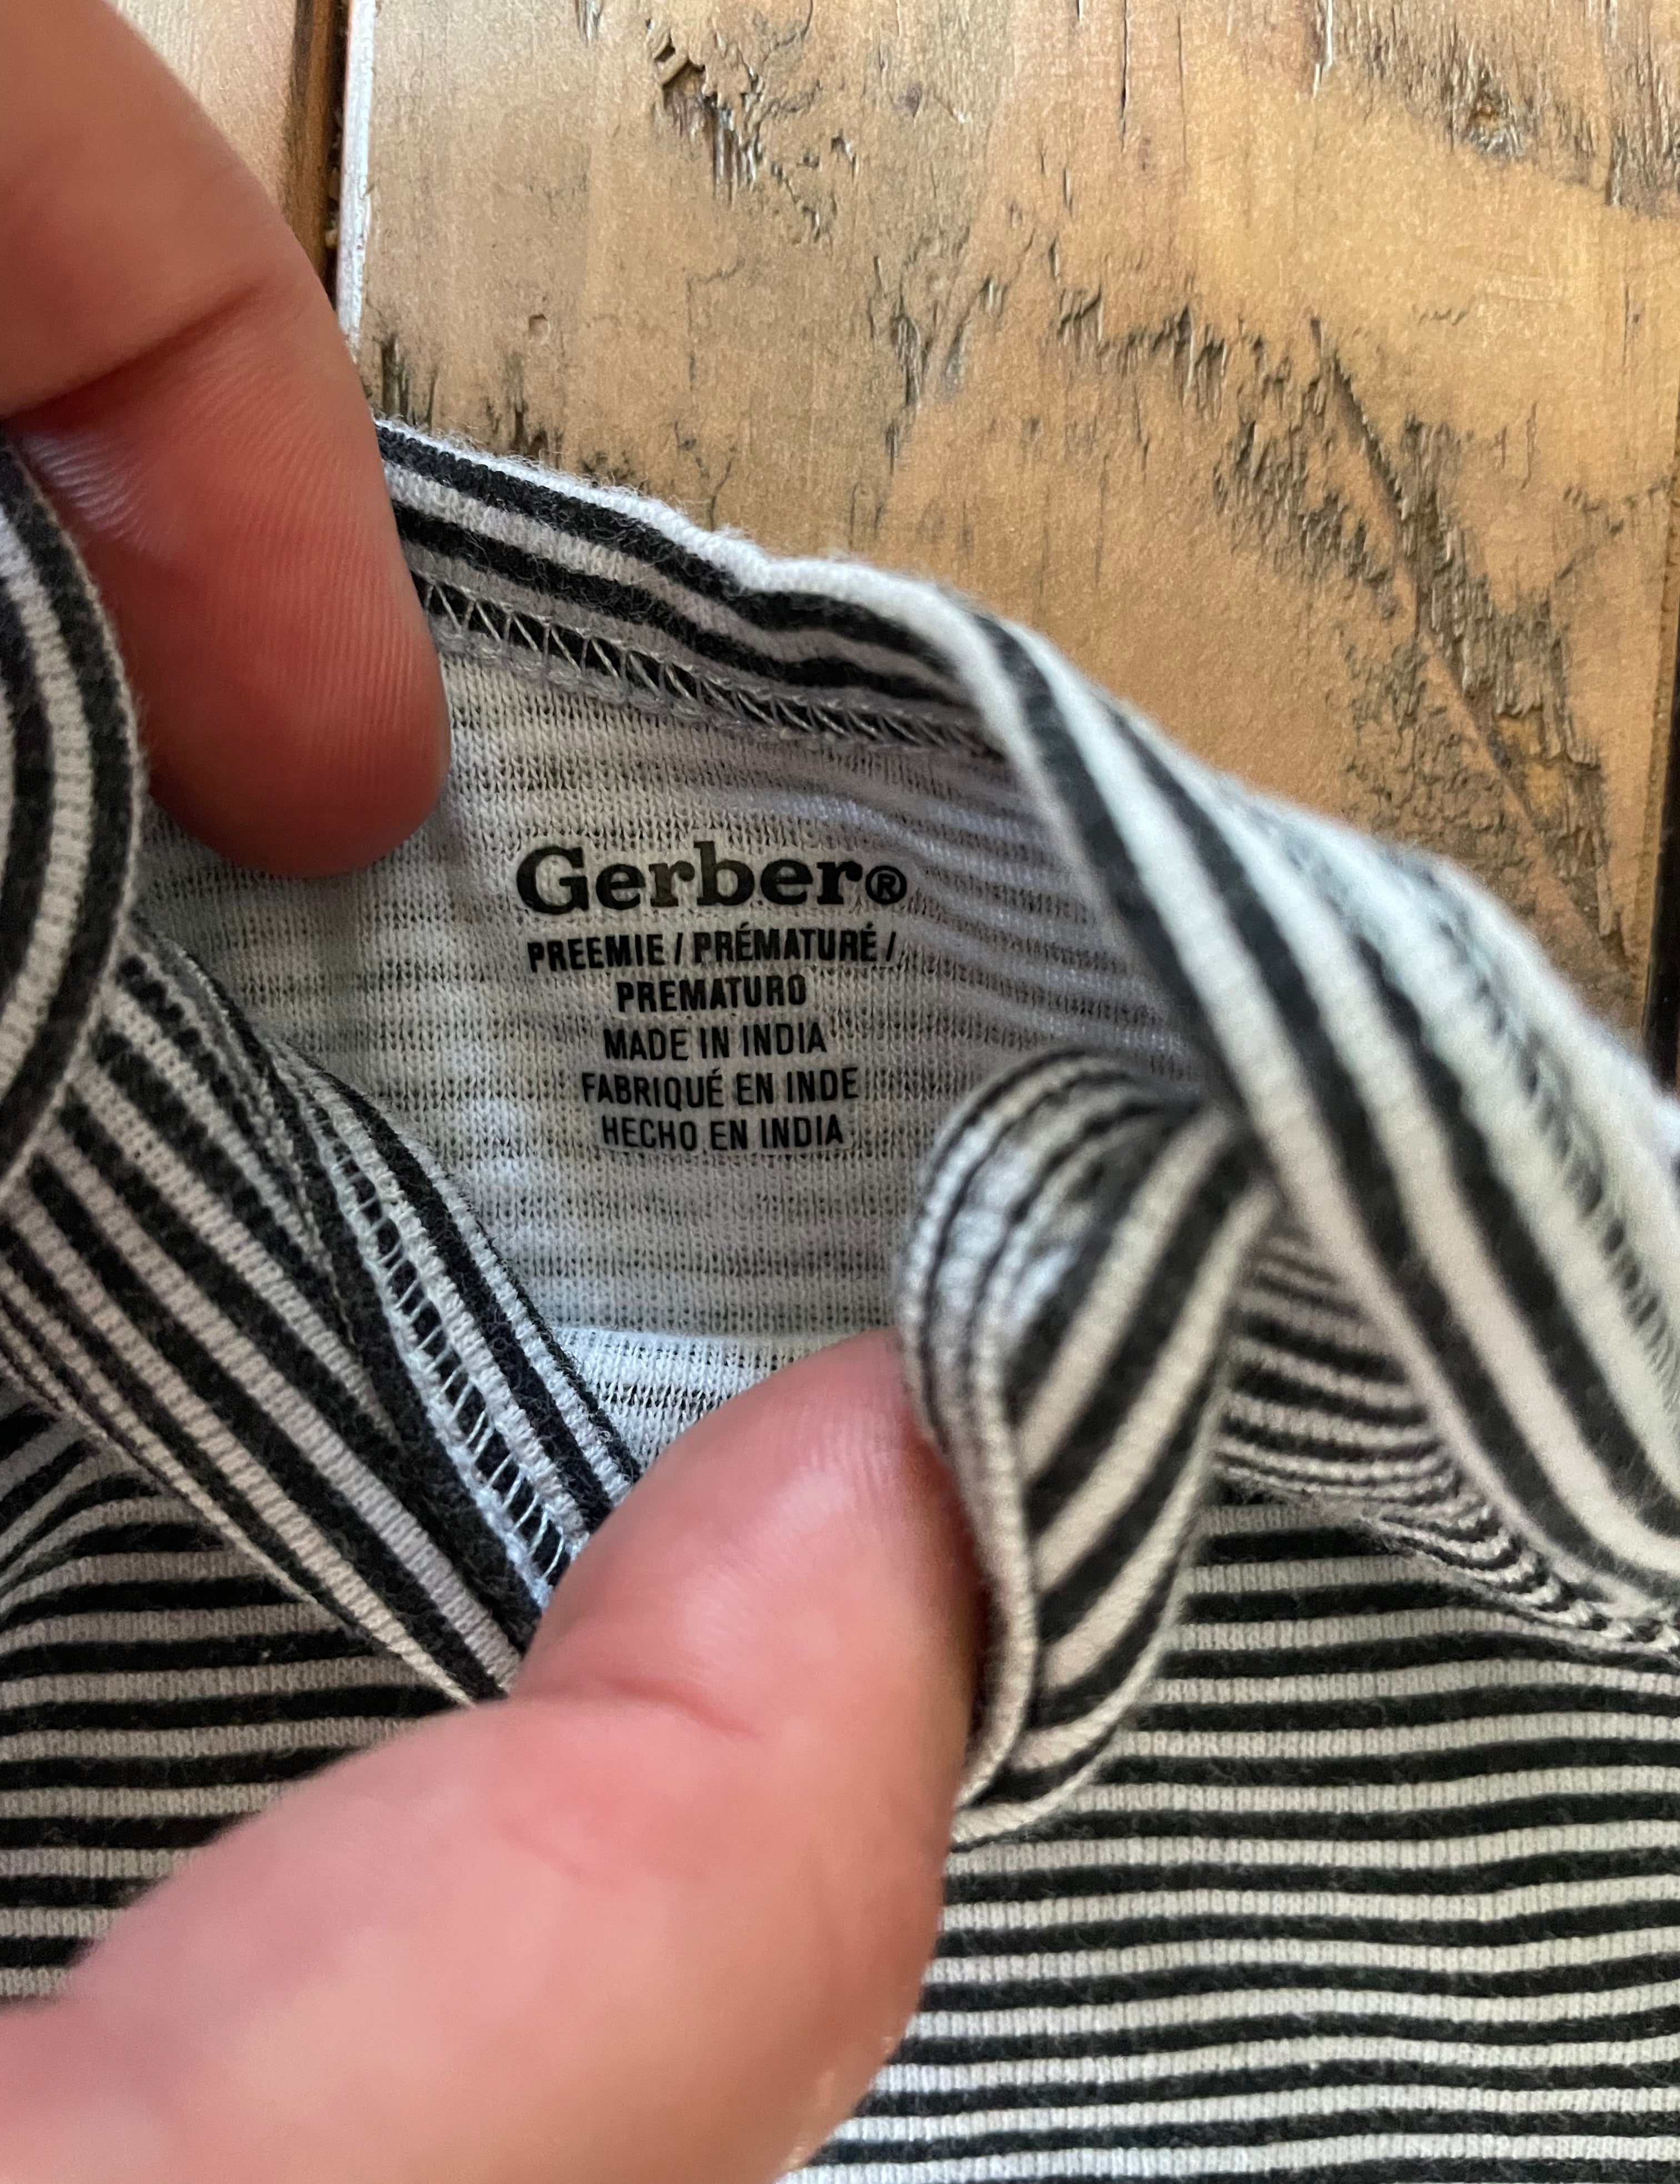 Gerber®
PREEMIE / PRÉMATURÉ /
PREMATURO
MADE IN INDIA
FABRIQUÉ EN INDE
HECHO EN INDIA